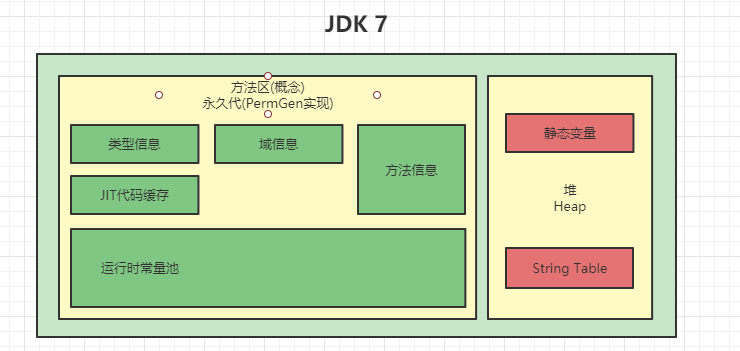 JDK 7
方法区(概念)
永久代(PermGen实现)
类型信息
域信息
方法信息
JIT代码缓存
运行时常量池
静态变量
堆
Heap
String Table